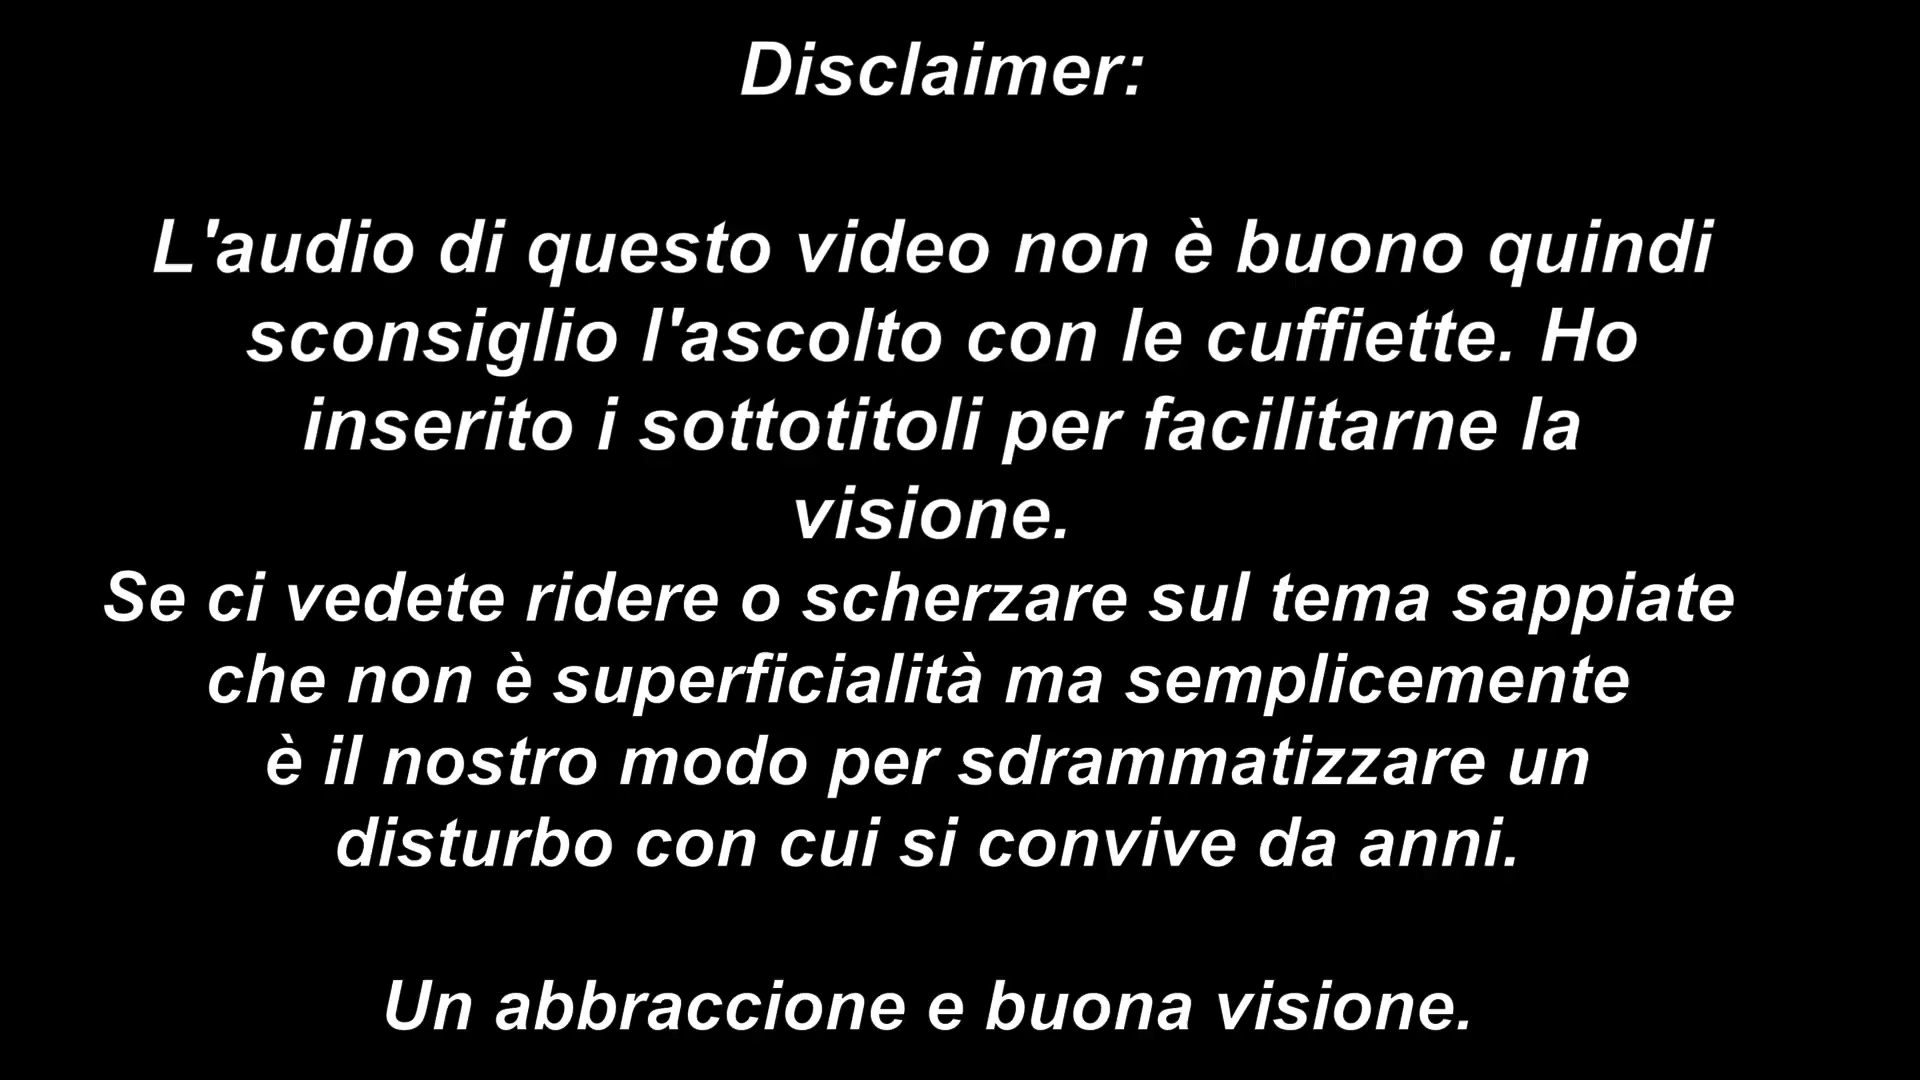 Disclaimer:
L'audio di questo video non è buono quindi
sconsiglio l'ascolto con le cuffiette. Ho
inserito i sottotitoli per facilitarne la
visione.
Se ci vedete ridere o scherzare sul tema sappiate
che non è superficialità ma semplicemente
è il nostro modo per sdrammatizzare un
disturbo con cui si convive da anni.
Un abbraccione e buona visione.